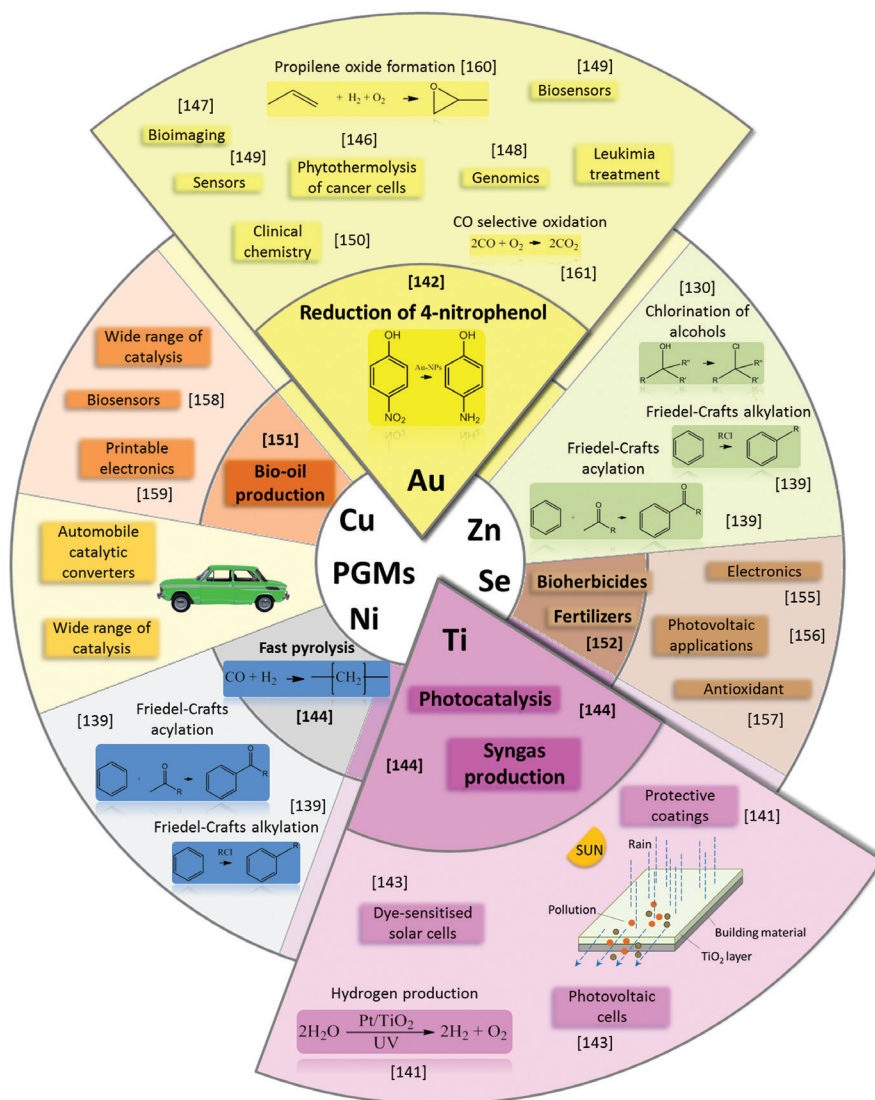 Propilene oxide formation [160]
+ H₂ + O₂
O
[149]
Biosensors
[147]
Bioimaging
[149]
Sensors
[146]
Phytothermolysis
of cancer cells
[148]
Genomics
Leukimia
treatment
Clinical
chemistry
[150]
CO selective oxidation
2CO + O₂ 2CO₂
[161]
[142]
Reduction of 4-nitrophenol
OH
OH
Au-NPs
NO₂
NH₂
Au
[130]
Chlorination of
alcohols
OH
R"
R
R'
Cl
R"
R
R'
Friedel-Crafts alkylation
RCl
R
[139]
Friedel-Crafts
acylation
O
R
O
R
[139]
Zn
Wide range of
catalysis
Biosensors
[158]
Printable
electronics
[159]
[151]
Bio-oil
production
Cu
Automobile
catalytic
converters
Wide range of
catalysis
PGMs
Se
Bioherbicides
Fertilizers
[152]
Electronics
[155]
Photovoltaic
applications
[156]
Antioxidant
[157]
Ni
Fast pyrolysis
CO + H₂
[CH₂]
[144]
[139]
Friedel-Crafts
acylation
O
R
O
R
[139]
Friedel-Crafts alkylation
RCl
R
Ti
Photocatalysis
[144]
[144]
Syngas
production
Protective
coatings
[141]
SUN
Rain
Pollution
Building material
TiO₂ layer
[143]
Dye-sensitised
solar cells
Hydrogen production
2H₂O Pt/TiO₂ 2H₂ + O₂
UV
[141]
Photovoltaic
cells
[143]